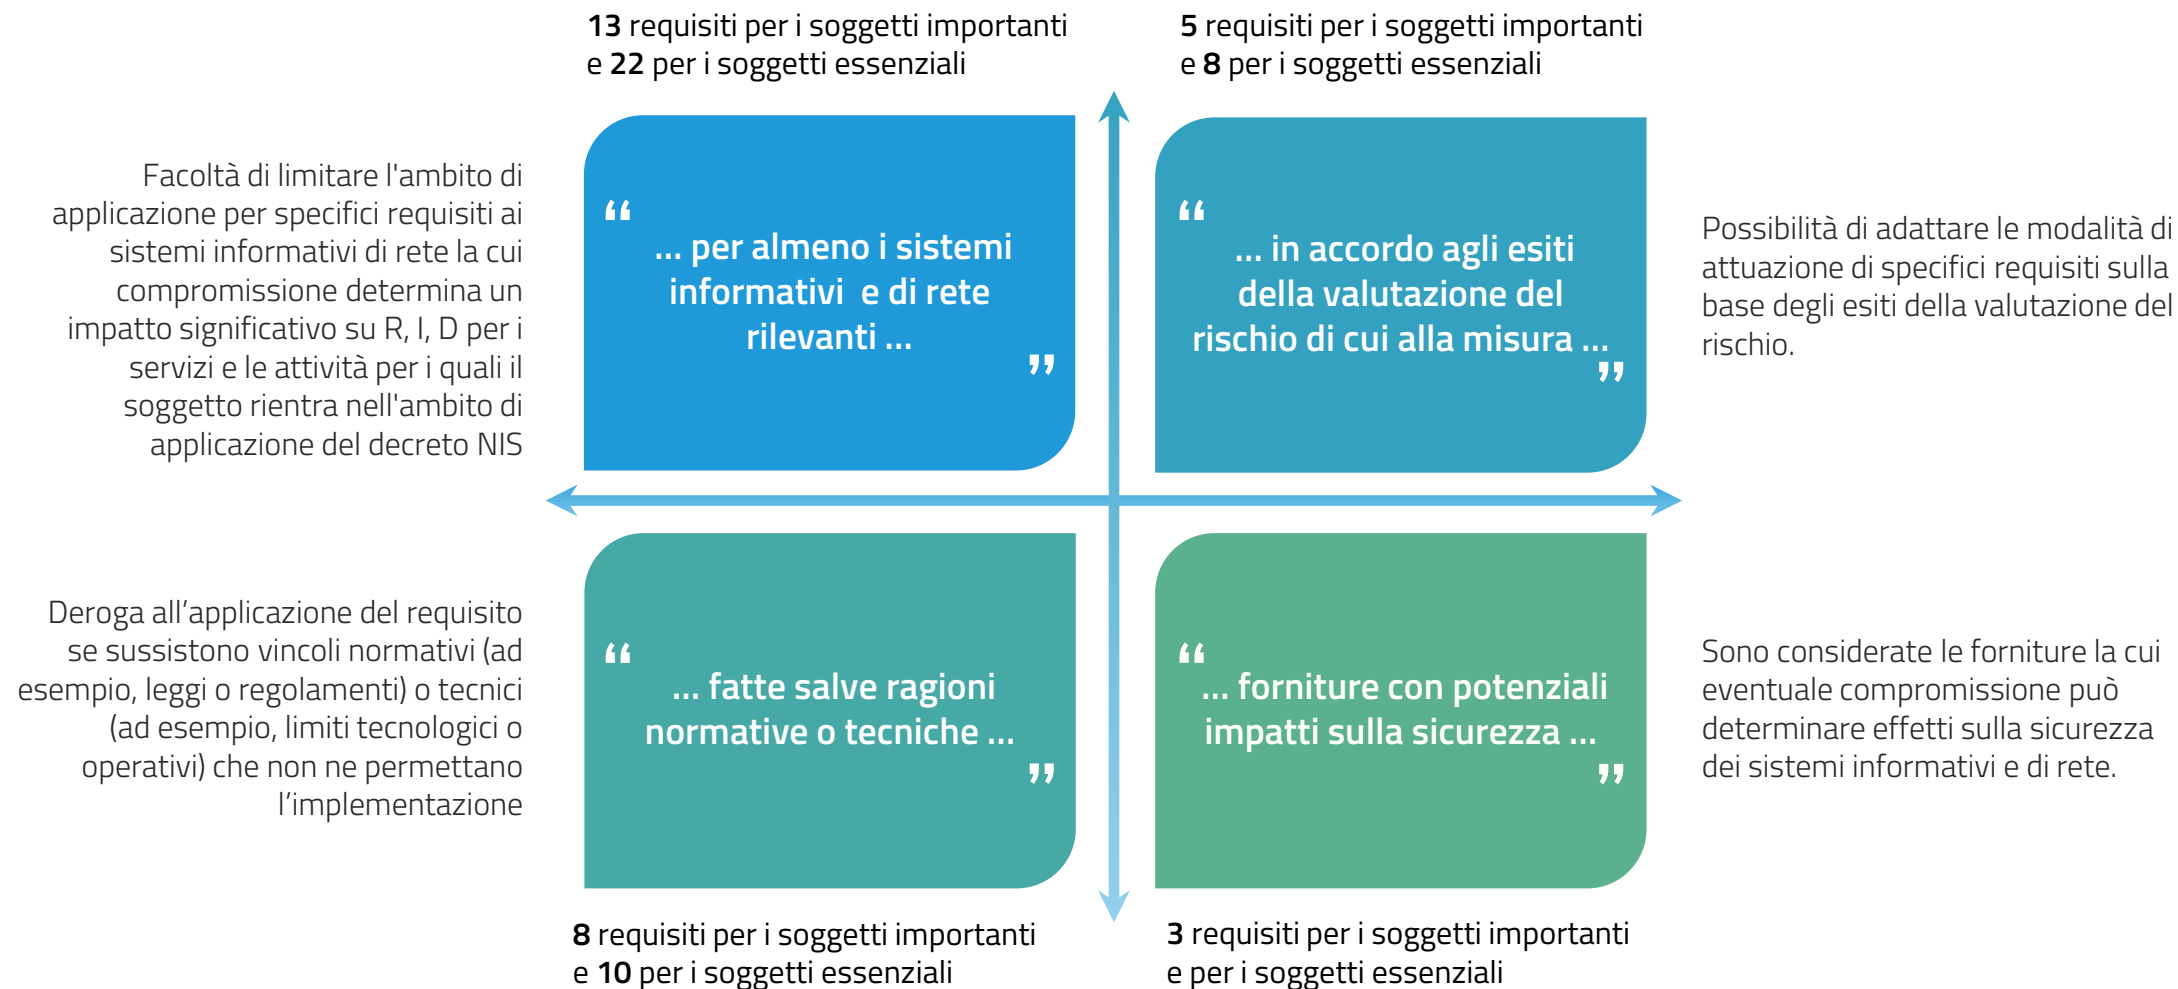 13 requisiti per i soggetti importanti
e 22 per i soggetti essenziali
5 requisiti per i soggetti importanti
e 8 per i soggetti essenziali
Facoltà di limitare l'ambito di
applicazione per specifici requisiti ai
sistemi informativi di rete la cui
compromissione determina un
impatto significativo su R, I, D per i
servizi e le attività per i quali il
soggetto rientra nell'ambito di
applicazione del decreto NIS
“
... per almeno i sistemi
informativi e di rete
rilevanti ...
”
“
... in accordo agli esiti
della valutazione del
rischio di cui alla misura ...
”
Possibilità di adattare le modalità di
attuazione di specifici requisiti sulla
base degli esiti della valutazione del
rischio.
Deroga all’applicazione del requisito
se sussistono vincoli normativi (ad
esempio, leggi o regolamenti) o tecnici
(ad esempio, limiti tecnologici o
operativi) che non ne permettano
l’implementazione
“
... fatte salve ragioni
normative o tecniche ...
”
“
... forniture con potenziali
impatti sulla sicurezza ...
”
Sono considerate le forniture la cui
eventuale compromissione può
determinare effetti sulla sicurezza
dei sistemi informativi e di rete.
8 requisiti per i soggetti importanti
e 10 per i soggetti essenziali
3 requisiti per i soggetti importanti
e per i soggetti essenziali